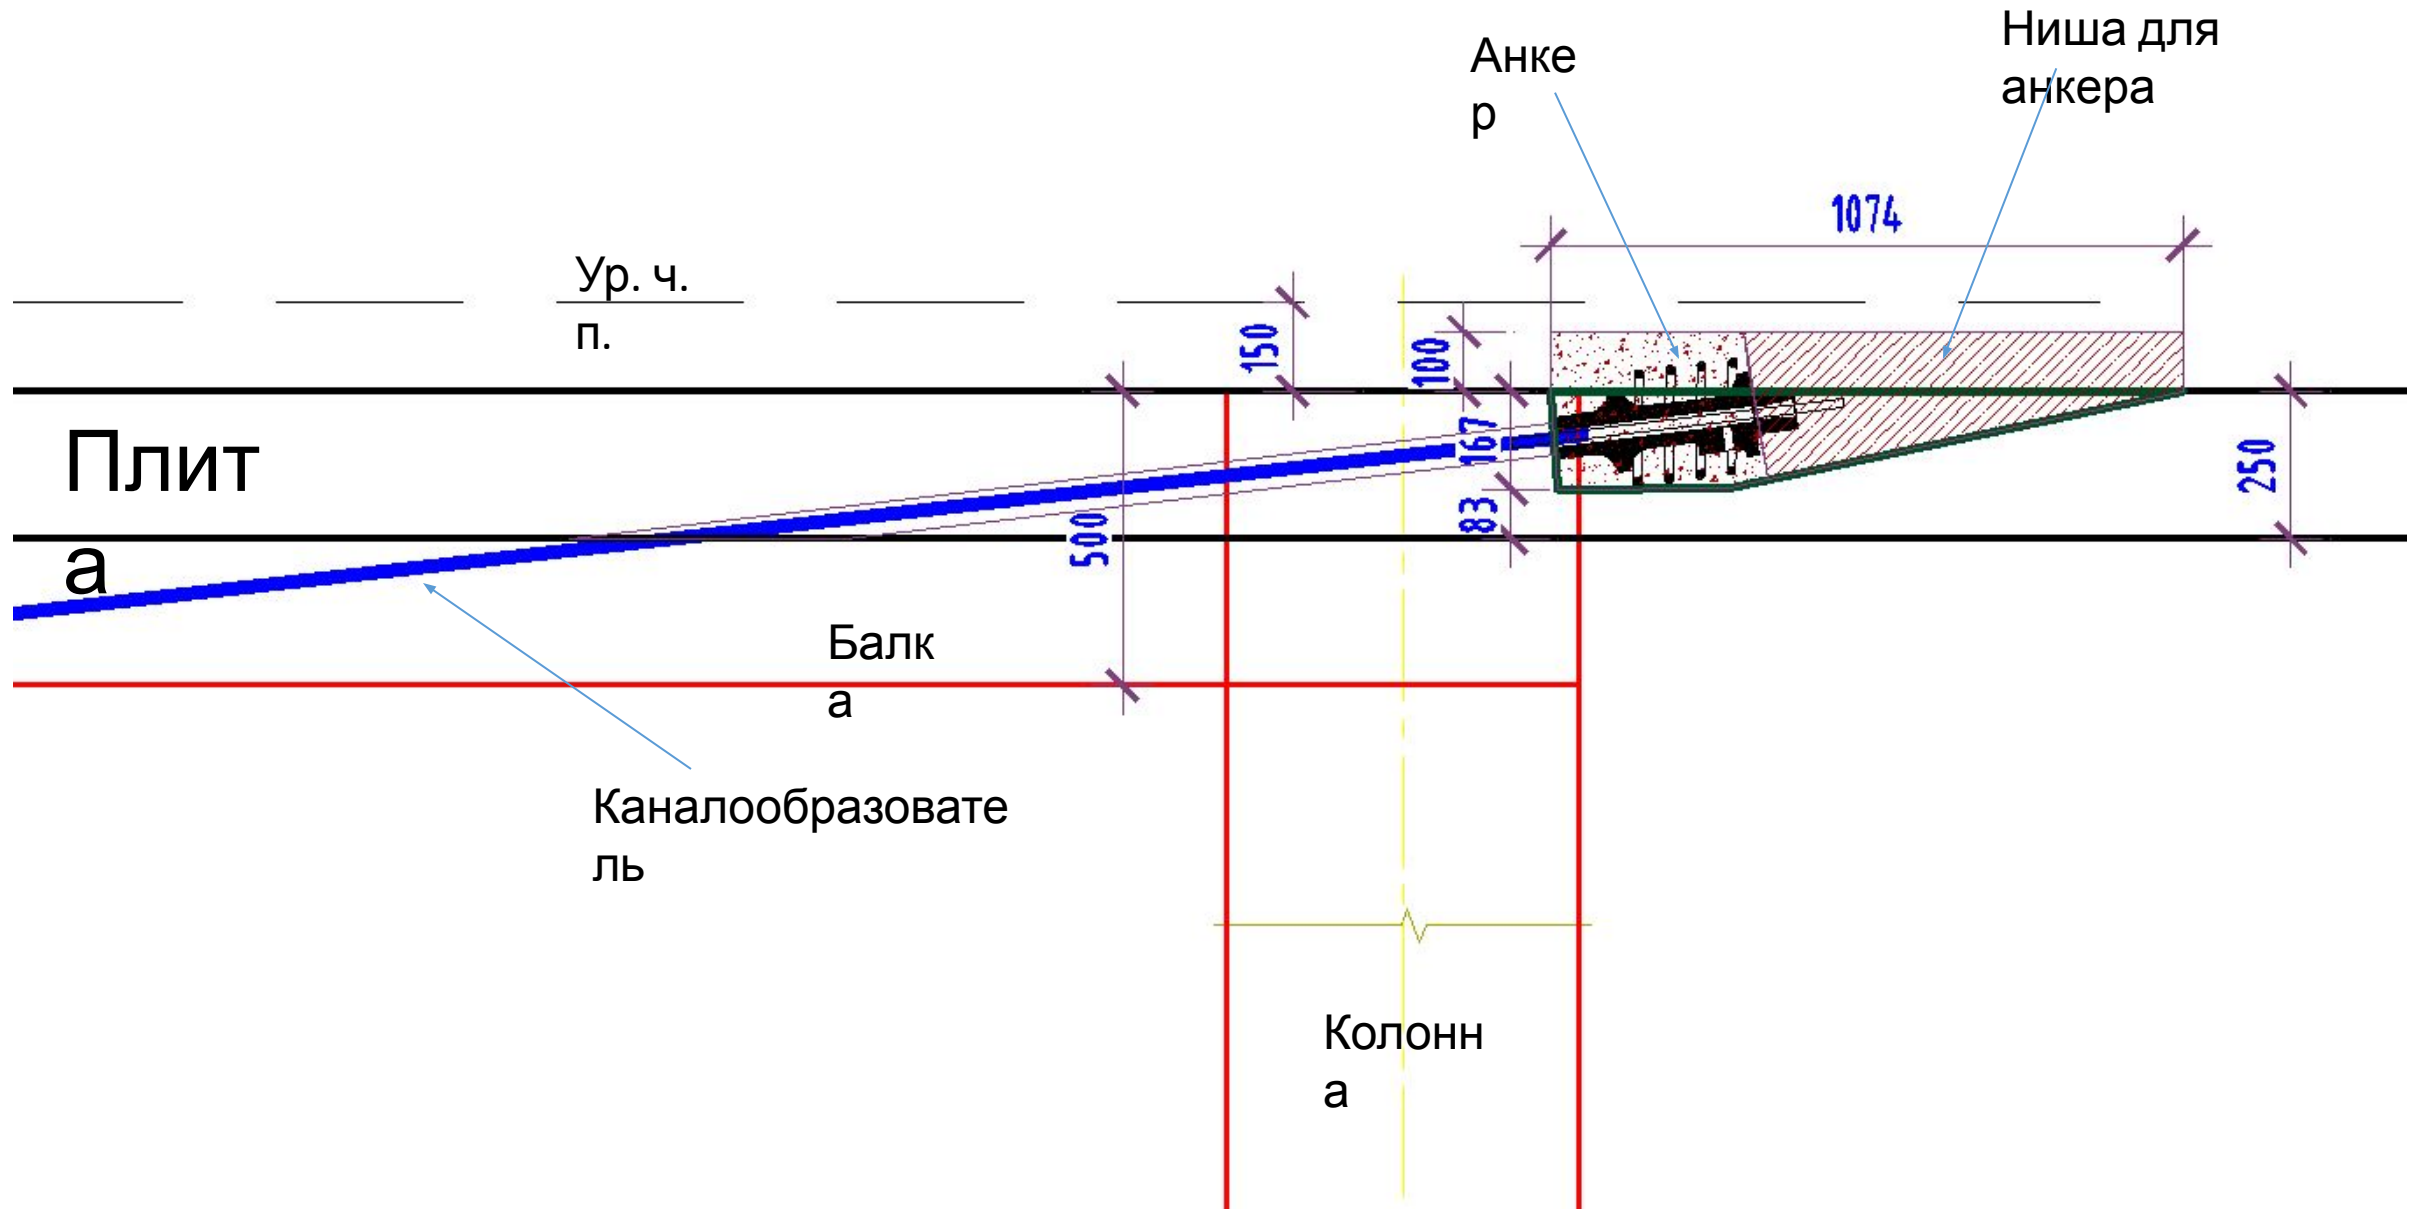 Ниша для
анкера
Анке
р
1074
Ур. ч.
п.
150
100
167
83
250
500
Плит
а
Балк
а
Каналообразовате
ль
Колонн
а